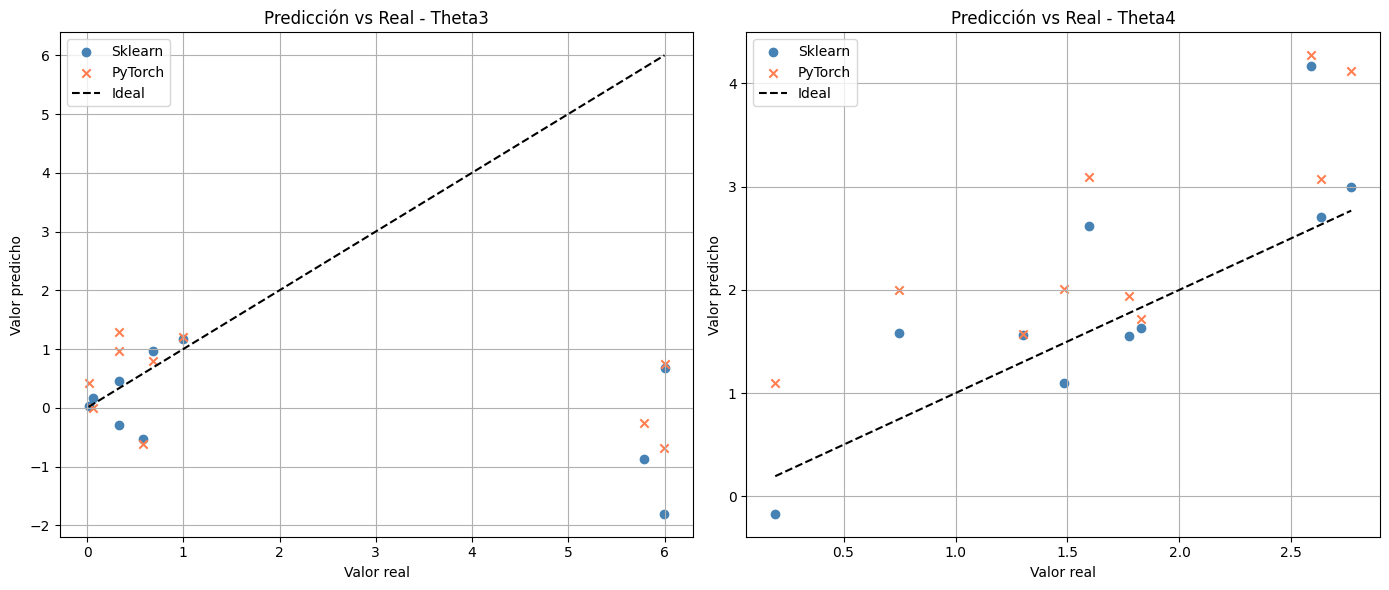 Predicción vs Real - Theta3
Sklearn
PyTorch
Ideal
6
5
4
3
2
1
0
−1
−2
Valor predicho
0
1
2
3
4
5
6
Valor real
Predicción vs Real - Theta4
Sklearn
PyTorch
Ideal
4
3
2
1
0
Valor predicho
0.5
1.0
1.5
2.0
2.5
Valor real